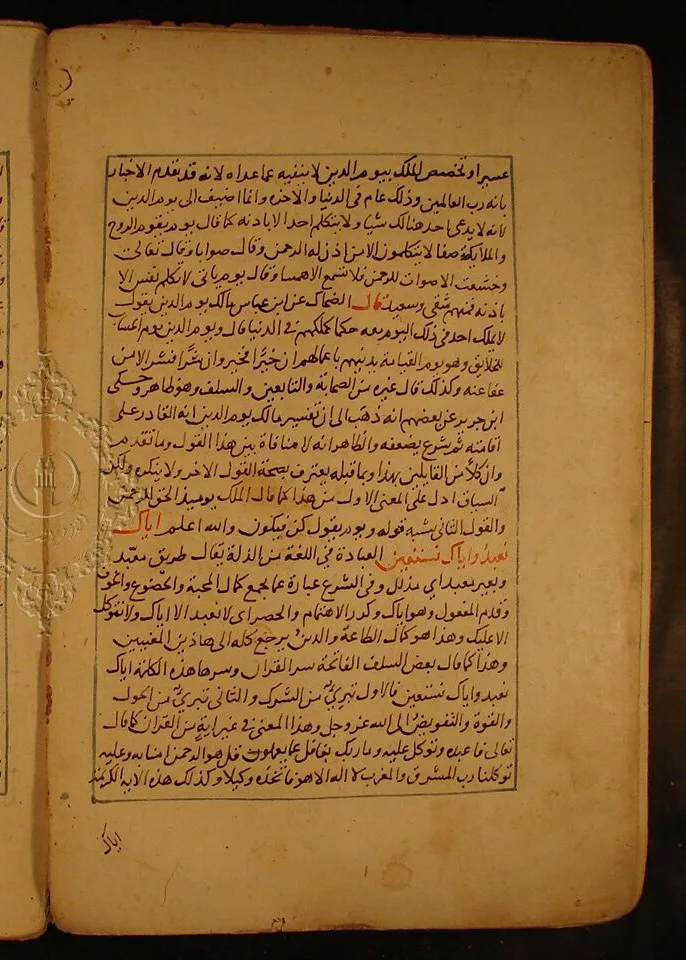 عسيرا وتخصيص الملك بيوم الدين لا ينفيه عما عداه لانه قد تقدم الاخبار
بانه رب العالمين وذلك عام في الدنيا والاخره وانما اضيف الى يوم الدين
لانه لا يدعي احد هنالك شيا ولا يتكلم احد الا باذنه كما قال يوم يقوم الروح
والملايكة صفا لا يتكلمون الا من اذن له الرحمن وقال صوابا وقال تعالى
وخشعت الاصوات للرحمن فلا تسمع الا همسا وقال يوم ياتي لا تكلم نفس الا
باذنه فمنهم شقي وسعيد قال الضحاك عن ابن عباس مالك يوم الدين يقول
لا يملك احد في ذلك اليوم معه حكما كملكهم في الدنيا قال ويوم الدين يوم الحساب
للخلايق وهو يوم القيامة يدينهم باعمالهم ان خيرا فخير وان شرا فشر الا من
عفا عنه وكذلك قال غيره من الصحابة والتابعين والسلف وهو ظاهر وحكى
ابن جرير عن بعضهم انه ذهب الى ان تفسير مالك يوم الدين انه القادر على
اقامته ثم شرع يضعفه والظاهر انه لا منافاة بين هذا القول وما تقدم
وان كلا من القايلين بهذا وبما قبله يعترف بصحة القول الاخر ولا ينكره ولكن
السياق ادل على المعنى الاول من هذا كما قال الملك يوميذ الحق للرحمن
والقول الثاني يشبه قوله ويوم يقول كن فيكون والله اعلم اياك
نعبد واياك نستعين العبادة في اللغة من الذلة يقال طريق معبد
وبعير معبد اي مذلل وفي الشرع عبارة عما يجمع كمال المحبة والخضوع والخوف
وقدم المفعول وهو اياك وكرر للاهتمام والحصر اي لا نعبد الا اياك ولا نتوكل
الا عليك وهذا هو كمال الطاعة والدين يرجع كله الى هاذين المعنيين
وهذا كما قال بعض السلف الفاتحة سر القران وسرها هذه الكلمة اياك
نعبد واياك نستعين فالاول تبري من الشرك والثاني تبري من الحول
والقوة والتفويض الى الله عز وجل وهذا المعنى في غير اية من القران كما قال
تعالى فاعبده وتوكل عليه وما ربك بغافل عما يعملون قل هو الرحمن امنا به وعليه
توكلنا رب المشرق والمغرب لا اله الا هو فاتخذه وكيلا وكذلك هذه الاية الكريمة
اياك